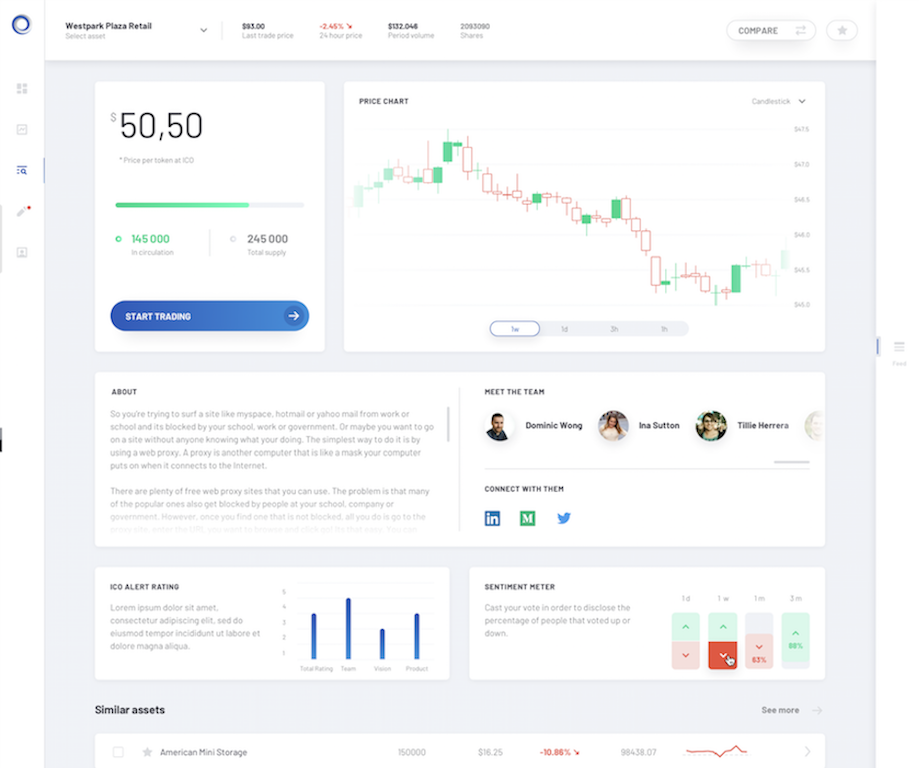 Westpark Plaza Retail
Select asset
$93.00
Last trade price
-2.45%
24 hour price
$132.046
Period volume
2093090
Shares
COMPARE
$
50,50
* Price per token at ICO
145 000
In circulation
245 000
Total supply
START TRADING
PRICE CHART
Candlestick
$47.5
$47.0
$46.5
$46.0
$45.5
$45.0
1w
1d
3h
1h
Feed
ABOUT
So you're trying to surf a site like myspace, hotmail or yahoo mail from work or
school and its blocked by your school, work or government. Or maybe you want to go
on a site without anyone knowing what your doing. The simplest way to do it is by
using a web proxy. A proxy is another computer that is like a mask your computer
puts on when it connects to the Internet.
There are plenty of free web proxy sites that you can use. The problem is that many
of the popular ones also get blocked by people at your school, company or
government. However, once you find one that is not blocked, all you do is go to the
MEET THE TEAM
Dominic Wong
Ina Sutton
Tillie Herrera
CONNECT WITH THEM
in
M
ICO ALERT RATING
Lorem ipsum dolor sit amet,
consectetur adipiscing elit, sed do
eiusmod tempor incididunt ut labore et
dolore magna aliqua.
5
4
3
2
1
Total Rating
Team
Vision
Product
SENTIMENT METER
Cast your vote in order to disclose the
percentage of people that voted up or
down.
1 d
1 w
1 m
3 m
63%
86%
Similar assets
See more
American Mini Storage
150000
$16.25
-10.86%
98438.07